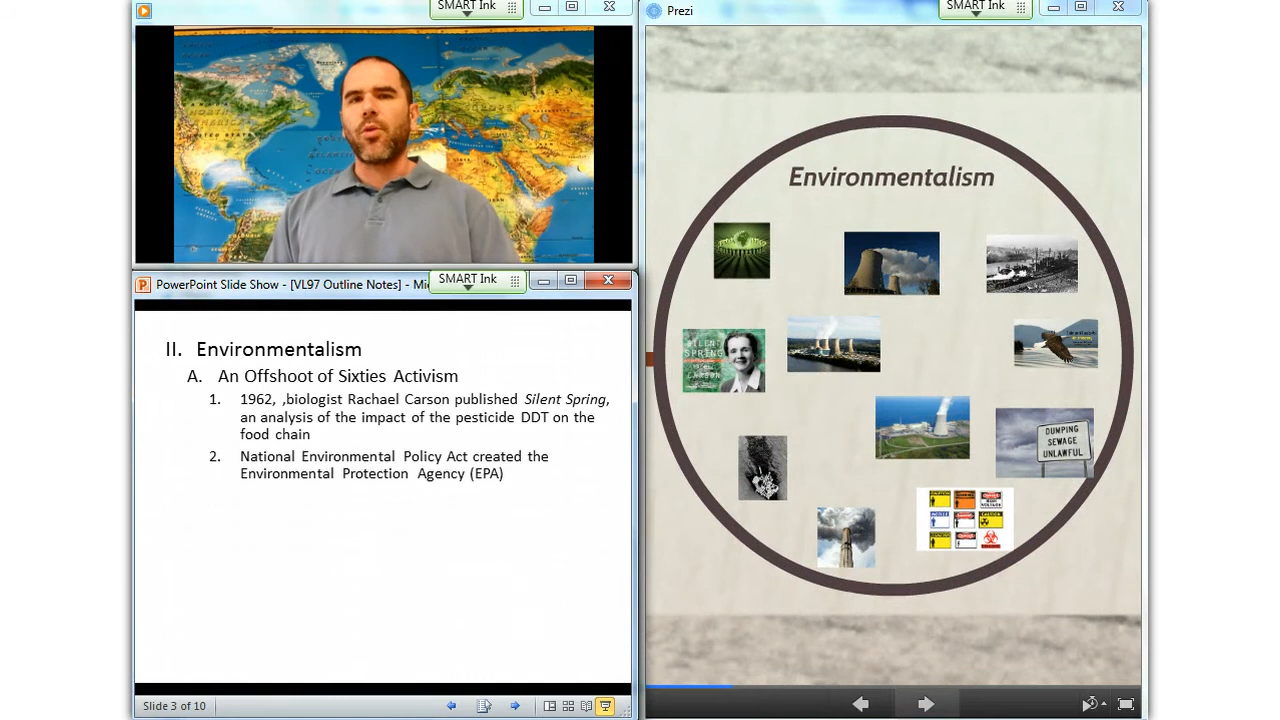 SMART Ink
SMART Ink
Prezi
SMART Ink
PowerPoint Slide Show - [VL97 Outline Notes] - Mi
II. Environmentalism
A. An Offshoot of Sixties Activism
1. 1962, ,biologist Rachael Carson published Silent Spring,
an analysis of the impact of the pesticide DDT on the
food chain
2. National Environmental Policy Act created the
Environmental Protection Agency (EPA)
Slide 3 of 10
Environmentalism
SILENT
SPRING
CARSON
DUMPING
SEWAGE
UNLAWFUL